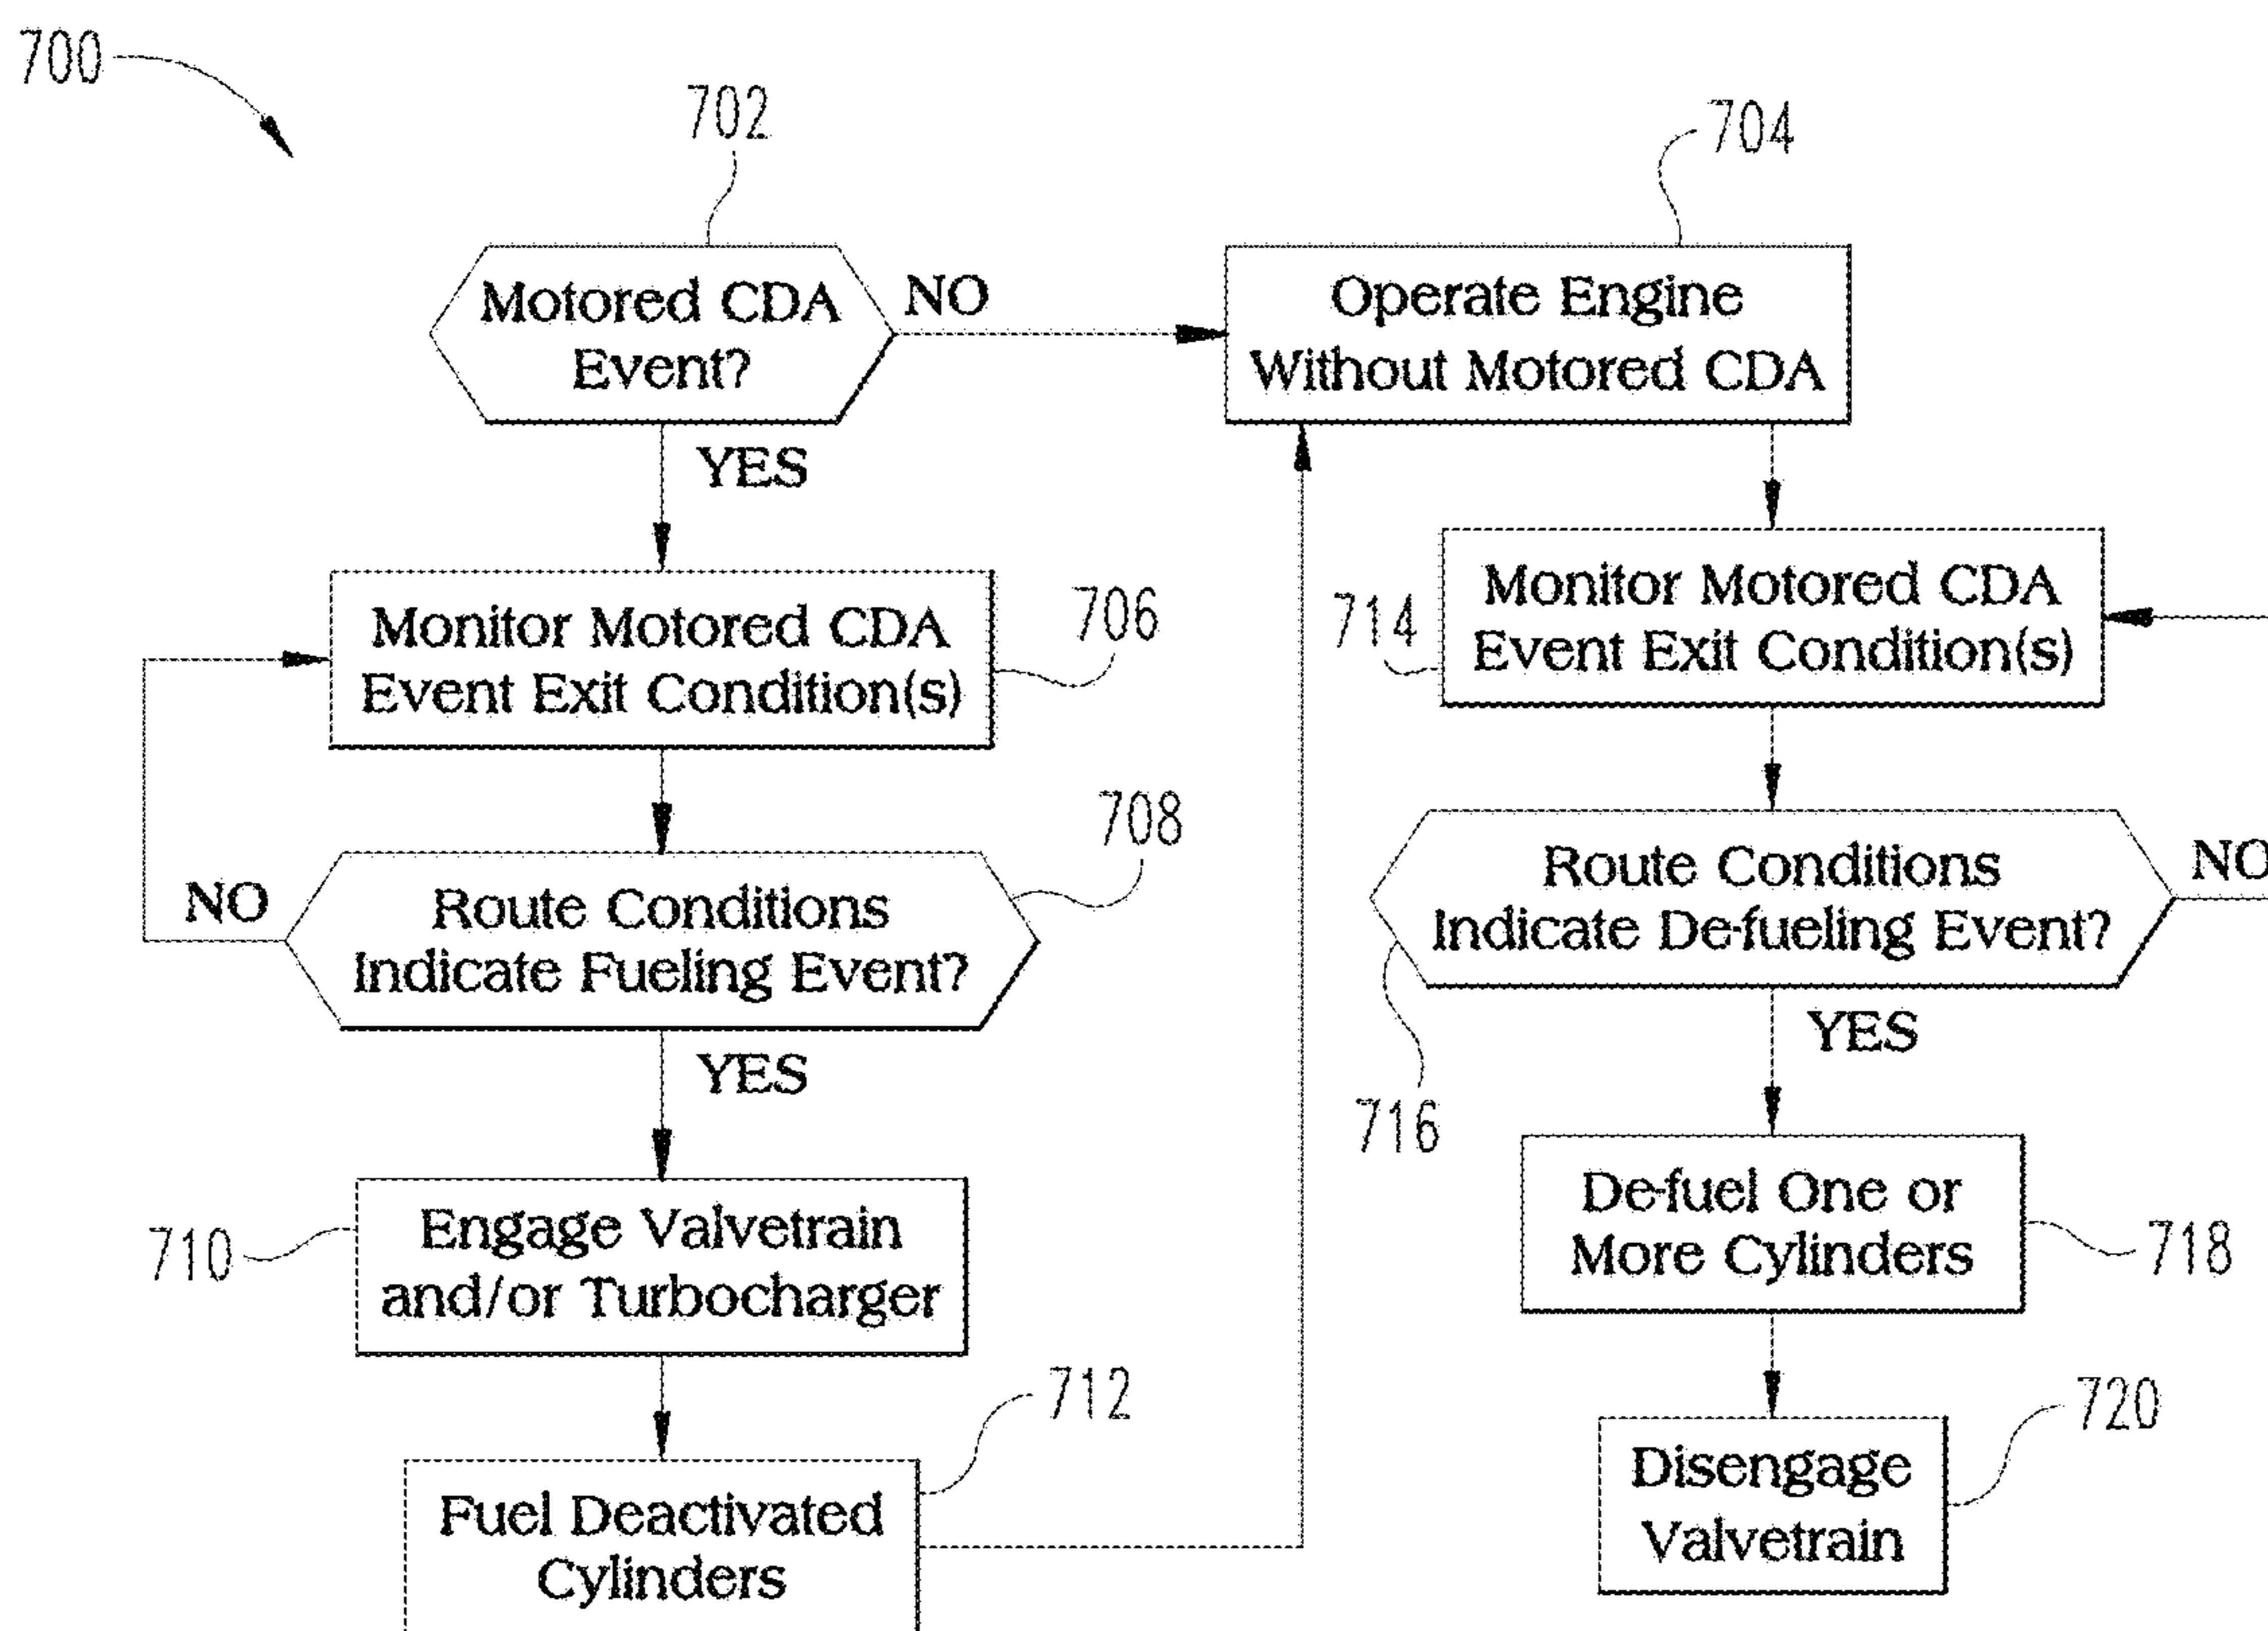 700
702
Motored CDA
Event?
NO
YES
704
Operate Engine
Without Motored CDA
706
Monitor Motored CDA
Event Exit Condition(s)
714
Monitor Motored CDA
Event Exit Condition(s)
708
Route Conditions
Indicate Fueling Event?
NO
YES
716
Route Conditions
Indicate De-fueling Event?
NO
YES
710
Engage Valvetrain
and/or Turbocharger
718
De-fuel One or
More Cylinders
712
Fuel Deactivated
Cylinders
720
Disengage
Valvetrain